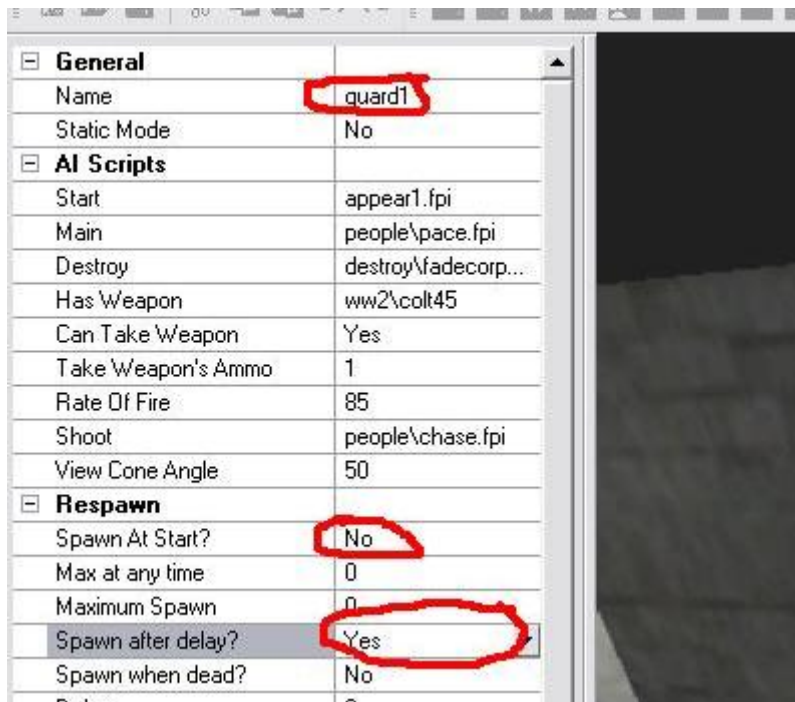 General
Name guard1
Static Mode No
AI Scripts
Start appear1.fpi
Main people\pace.fpi
Destroy destroy\fadecorp...
Has Weapon ww2\colt45
Can Take Weapon Yes
Take Weapon's Ammo 1
Rate Of Fire 85
Shoot people\chase.fpi
View Cone Angle 50
Respawn
Spawn At Start? No
Max at any time 0
Maximum Spawn 0
Spawn after delay? Yes
Spawn when dead? No